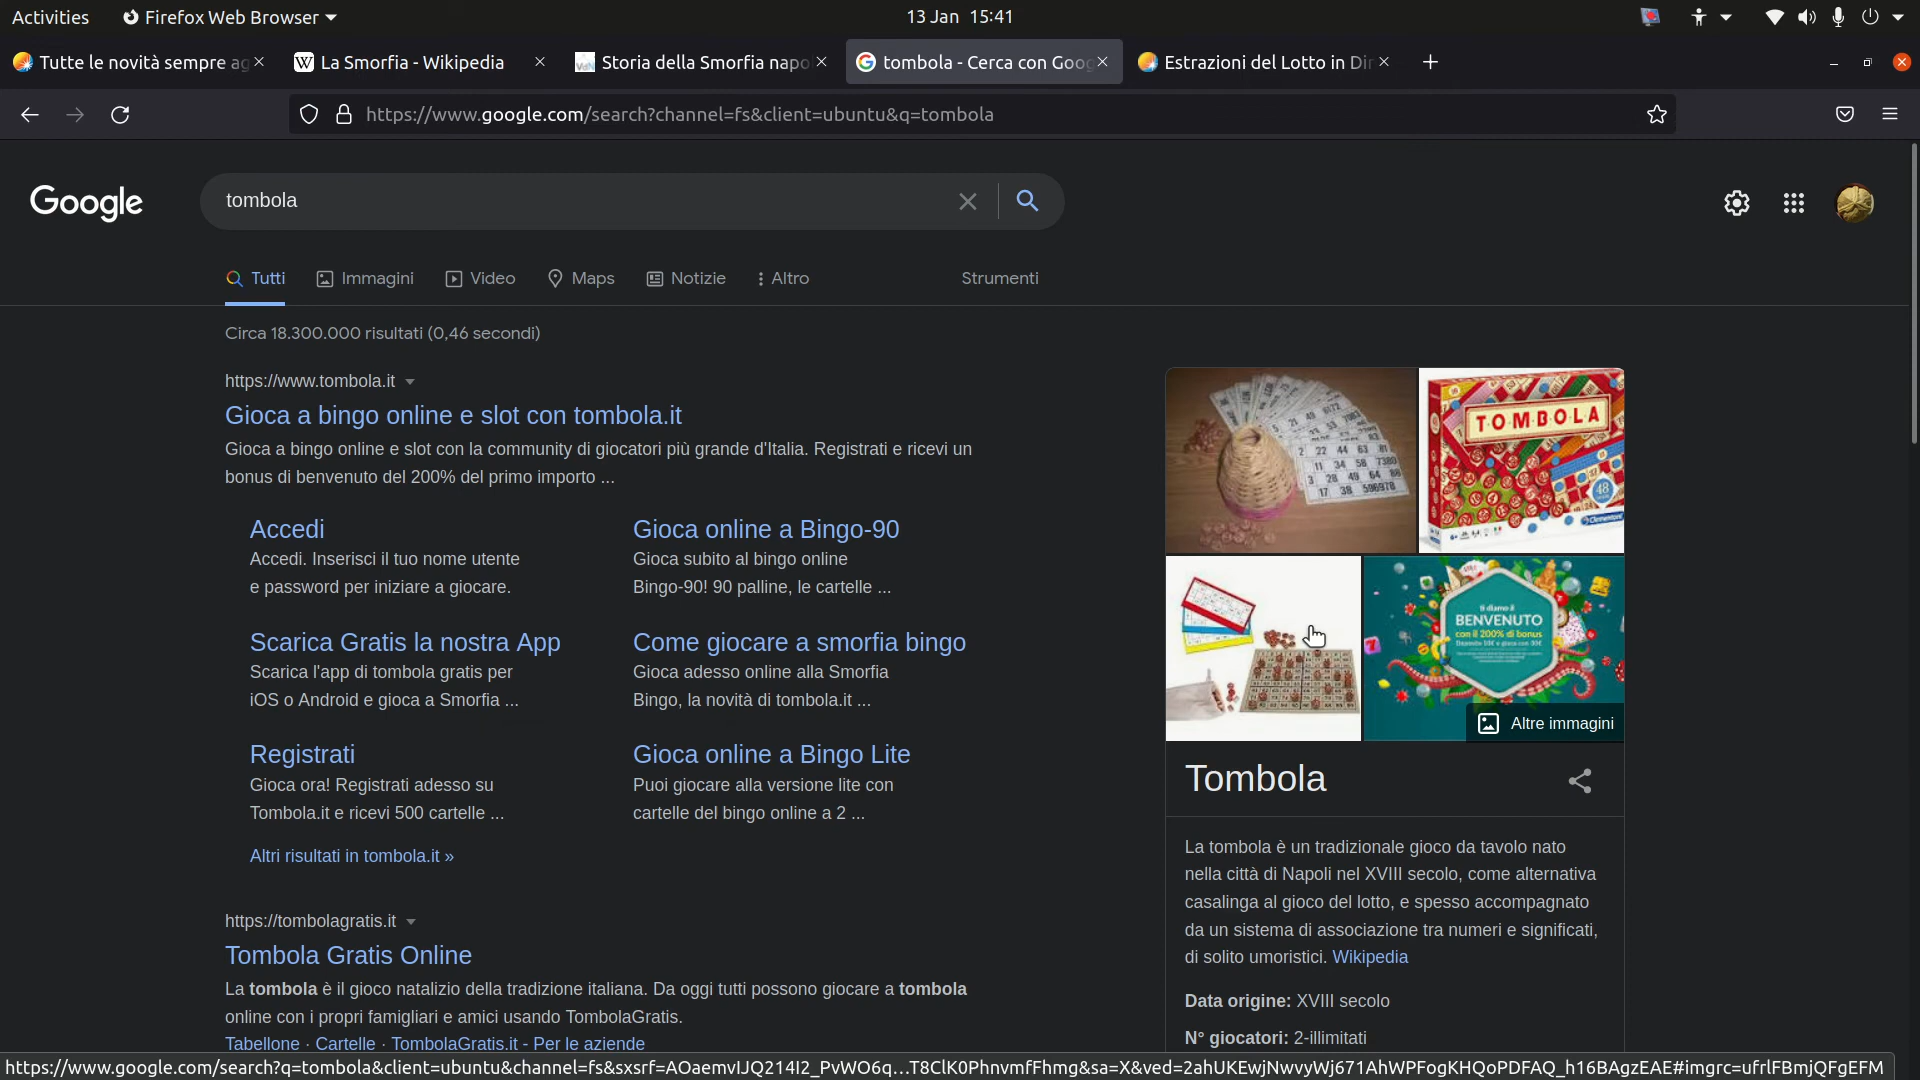 Activities
Firefox Web Browser
13 Jan 15:41
Tutte le novità sempre ag
La Smorfia - Wikipedia
Storia della Smorfia napo
tombola - Cerca con Goog
Estrazioni del Lotto in Dir
https://www.google.com/search?channel=fs&client=ubuntu&q=tombola
Google
tombola
Tutti
Immagini
Video
Maps
Notizie
Altro
Strumenti
Circa 18.300.000 risultati (0,46 secondi)
https://www.tombola.it
Gioca a bingo online e slot con tombola.it
Gioca a bingo online e slot con la community di giocatori più grande d'Italia. Registrati e ricevi un
bonus di benvenuto del 200% del primo importo ...
Accedi
Accedi. Inserisci il tuo nome utente
e password per iniziare a giocare.
Gioca online a Bingo-90
Gioca subito al bingo online
Bingo-90! 90 palline, le cartelle ...
Scarica Gratis la nostra App
Scarica l'app di tombola gratis per
iOS o Android e gioca a Smorfia ...
Come giocare a smorfia bingo
Gioca adesso online alla Smorfia
Bingo, la novità di tombola.it ...
Registrati
Gioca ora! Registrati adesso su
Tombola.it e ricevi 500 cartelle ...
Gioca online a Bingo Lite
Puoi giocare alla versione lite con
cartelle del bingo online a 2 ...
Altri risultati in tombola.it »
https://tombolagratis.it
Tombola Gratis Online
La tombola è il gioco natalizio della tradizione italiana. Da oggi tutti possono giocare a tombola
online con i propri famigliari e amici usando TombolaGratis.
Tabellone · Cartelle · TombolaGratis.it - Per le aziende
TOMBOLA
48
Clementoni
ti diamo il
BENVENUTO
con il 200% di bonus
Altre immagini
Tombola
La tombola è un tradizionale gioco da tavolo nato
nella città di Napoli nel XVIII secolo, come alternativa
casalinga al gioco del lotto, e spesso accompagnato
da un sistema di associazione tra numeri e significati,
di solito umoristici. Wikipedia
Data origine: XVIII secolo
N° giocatori: 2-illimitati
https://www.google.com/search?q=tombola&client=ubuntu&channel=fs&sxsrf=AOaemvIJQ214I2_PvWO6q…T8ClK0PhnvmfFhmg&sa=X&ved=2ahUKEwjNwvyWj671AhWPFogKHQoPDFAQ_h16BAgzEAE#imgrc=ufrlFBmjQFgEFM